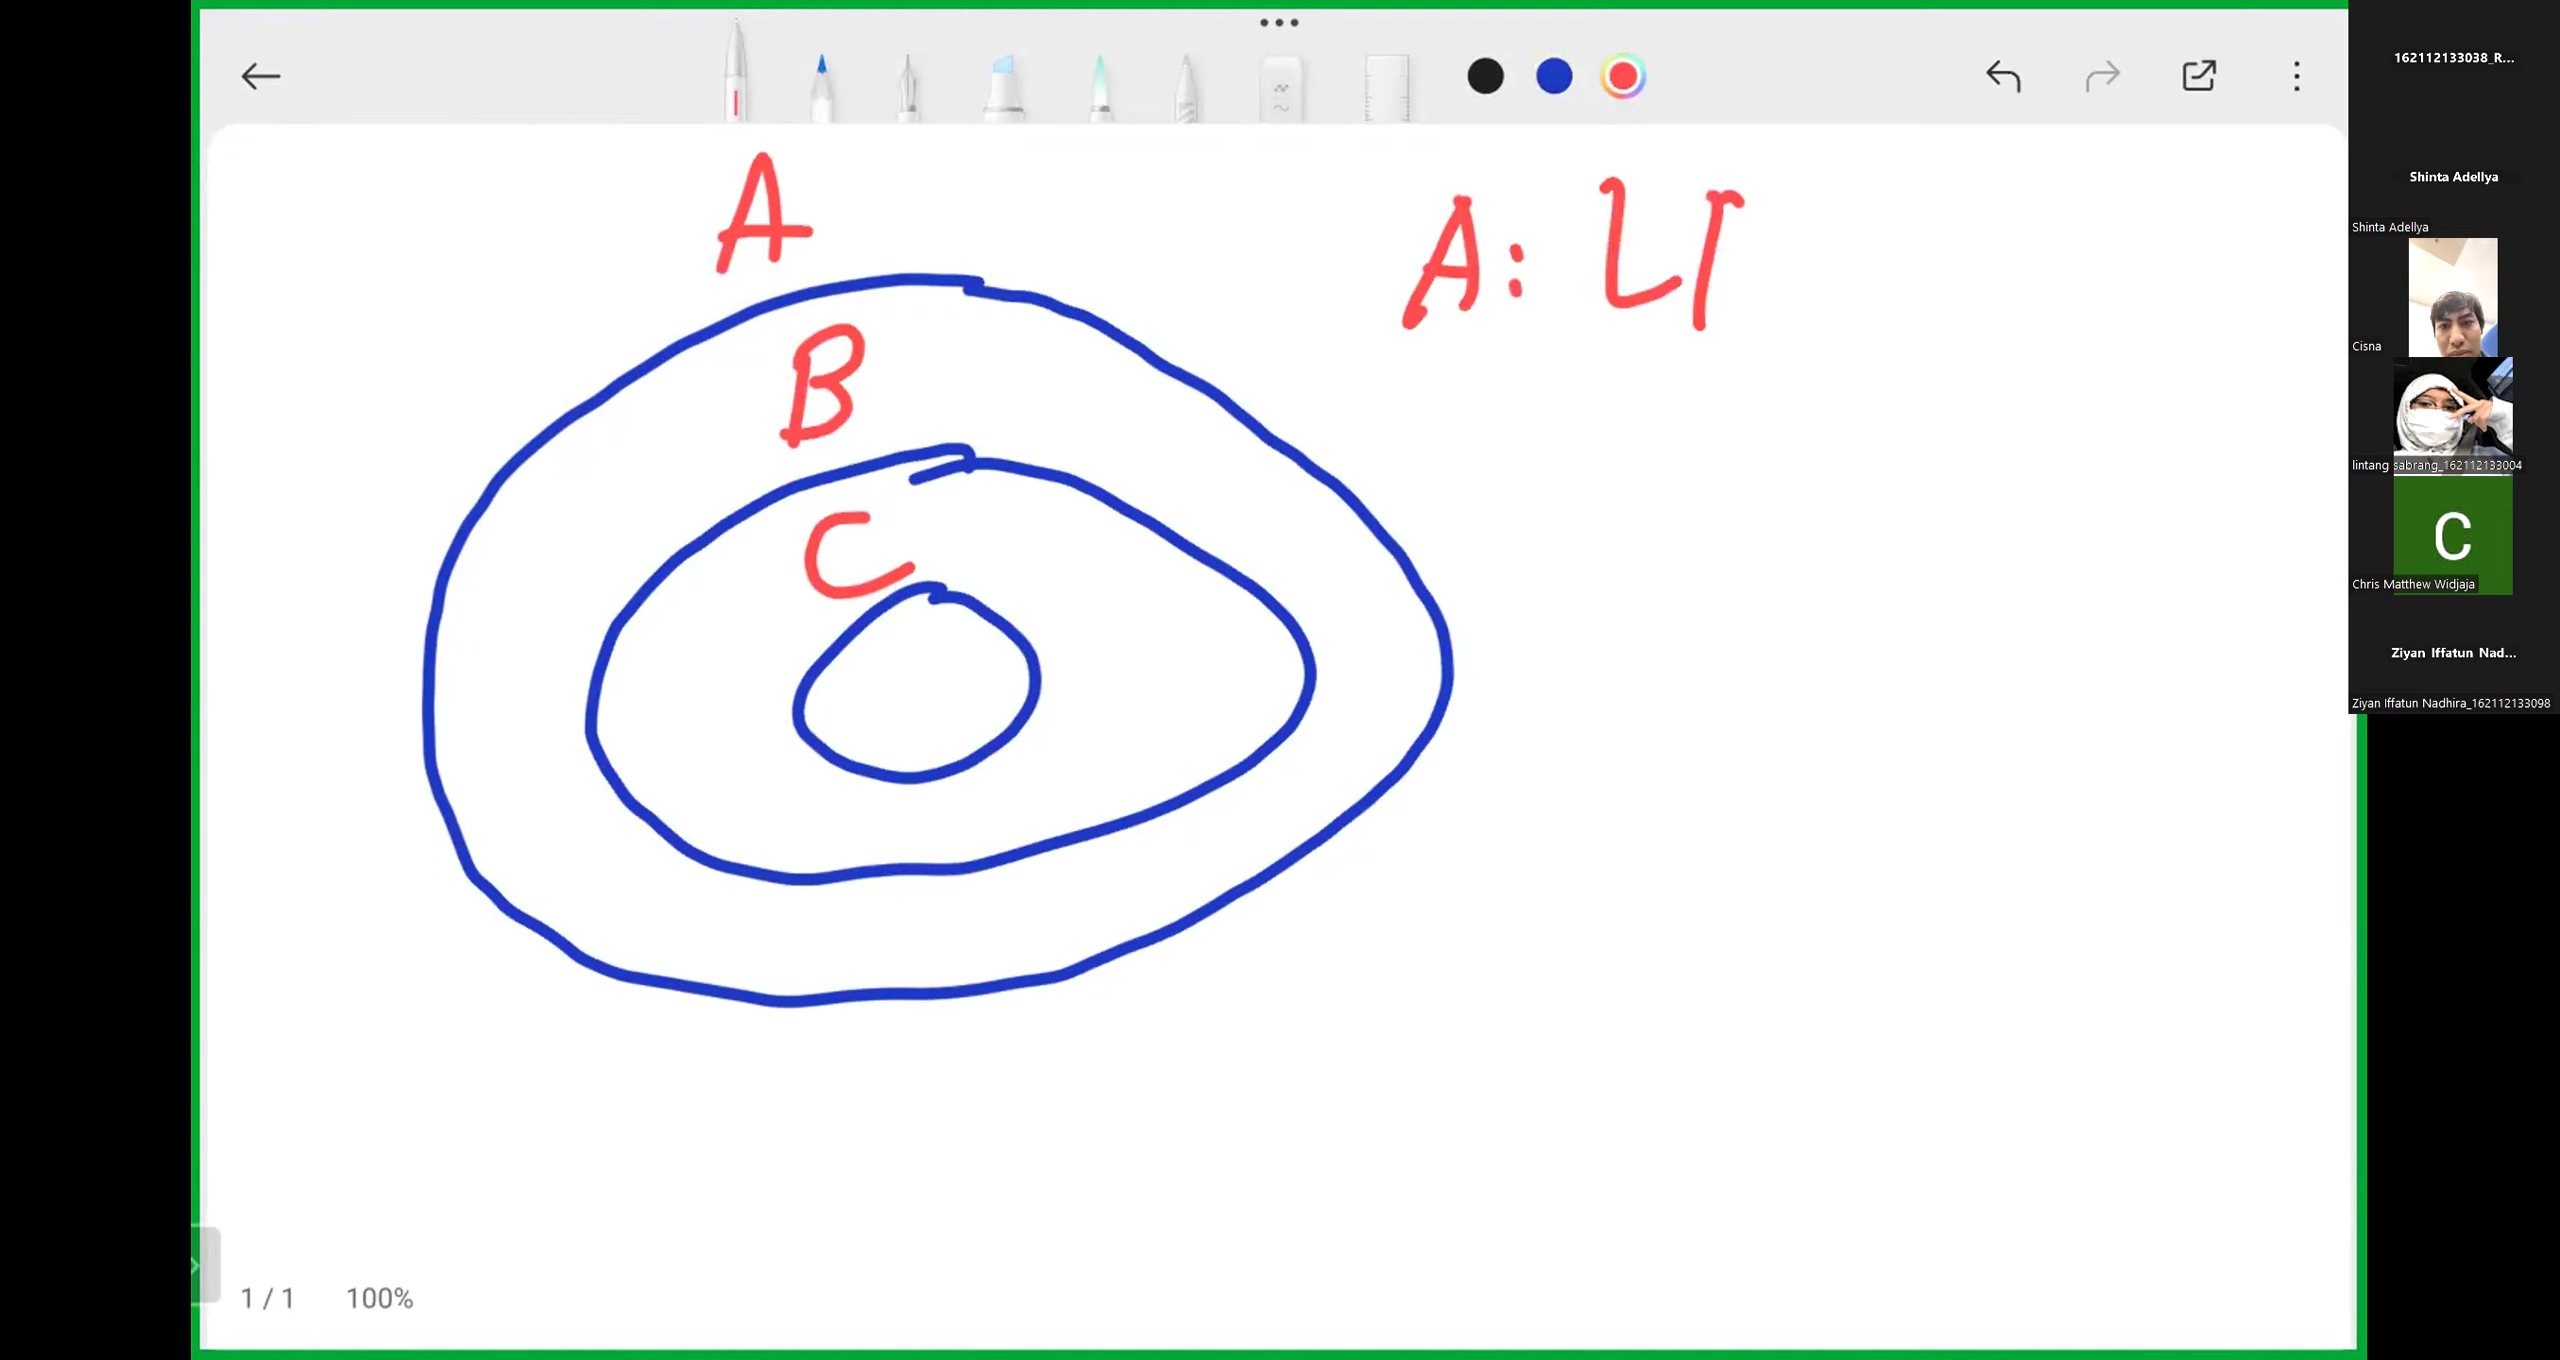 162112133038_R...
Shinta Adellya
Shinta Adellya
Cisna
lintang sabrang_162112133004
C
Chris Matthew Widjaja
Ziyan Iffatun Nad...
Ziyan Iffatun Nadhira_162112133098
A
A:
B
C
1 / 1
100%